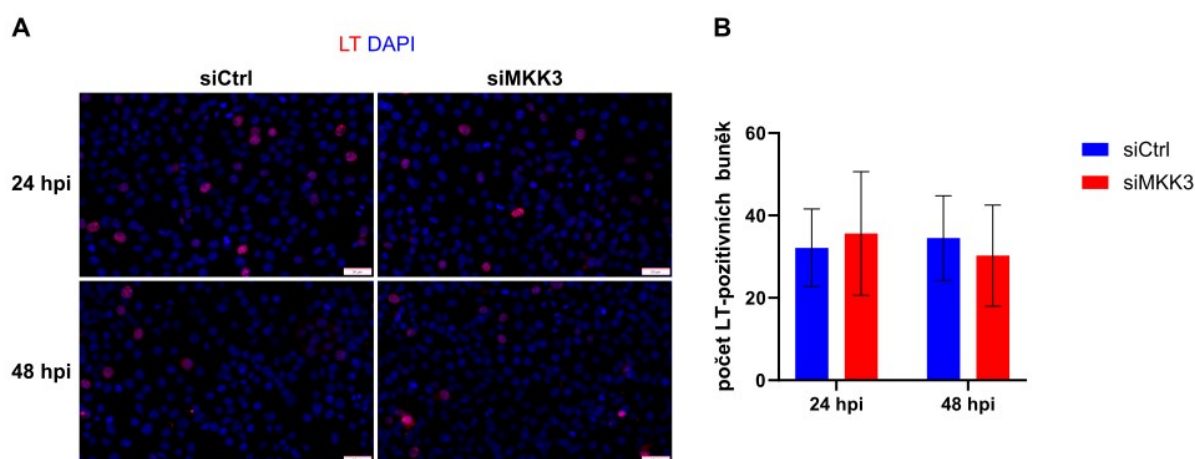 A
LT DAPI
siCtrl siMKK3
24 hpi
48 hpi
B
počet LT-pozitivních buněk
60
40
20
0
24 hpi 48 hpi
siCtrl
siMKK3